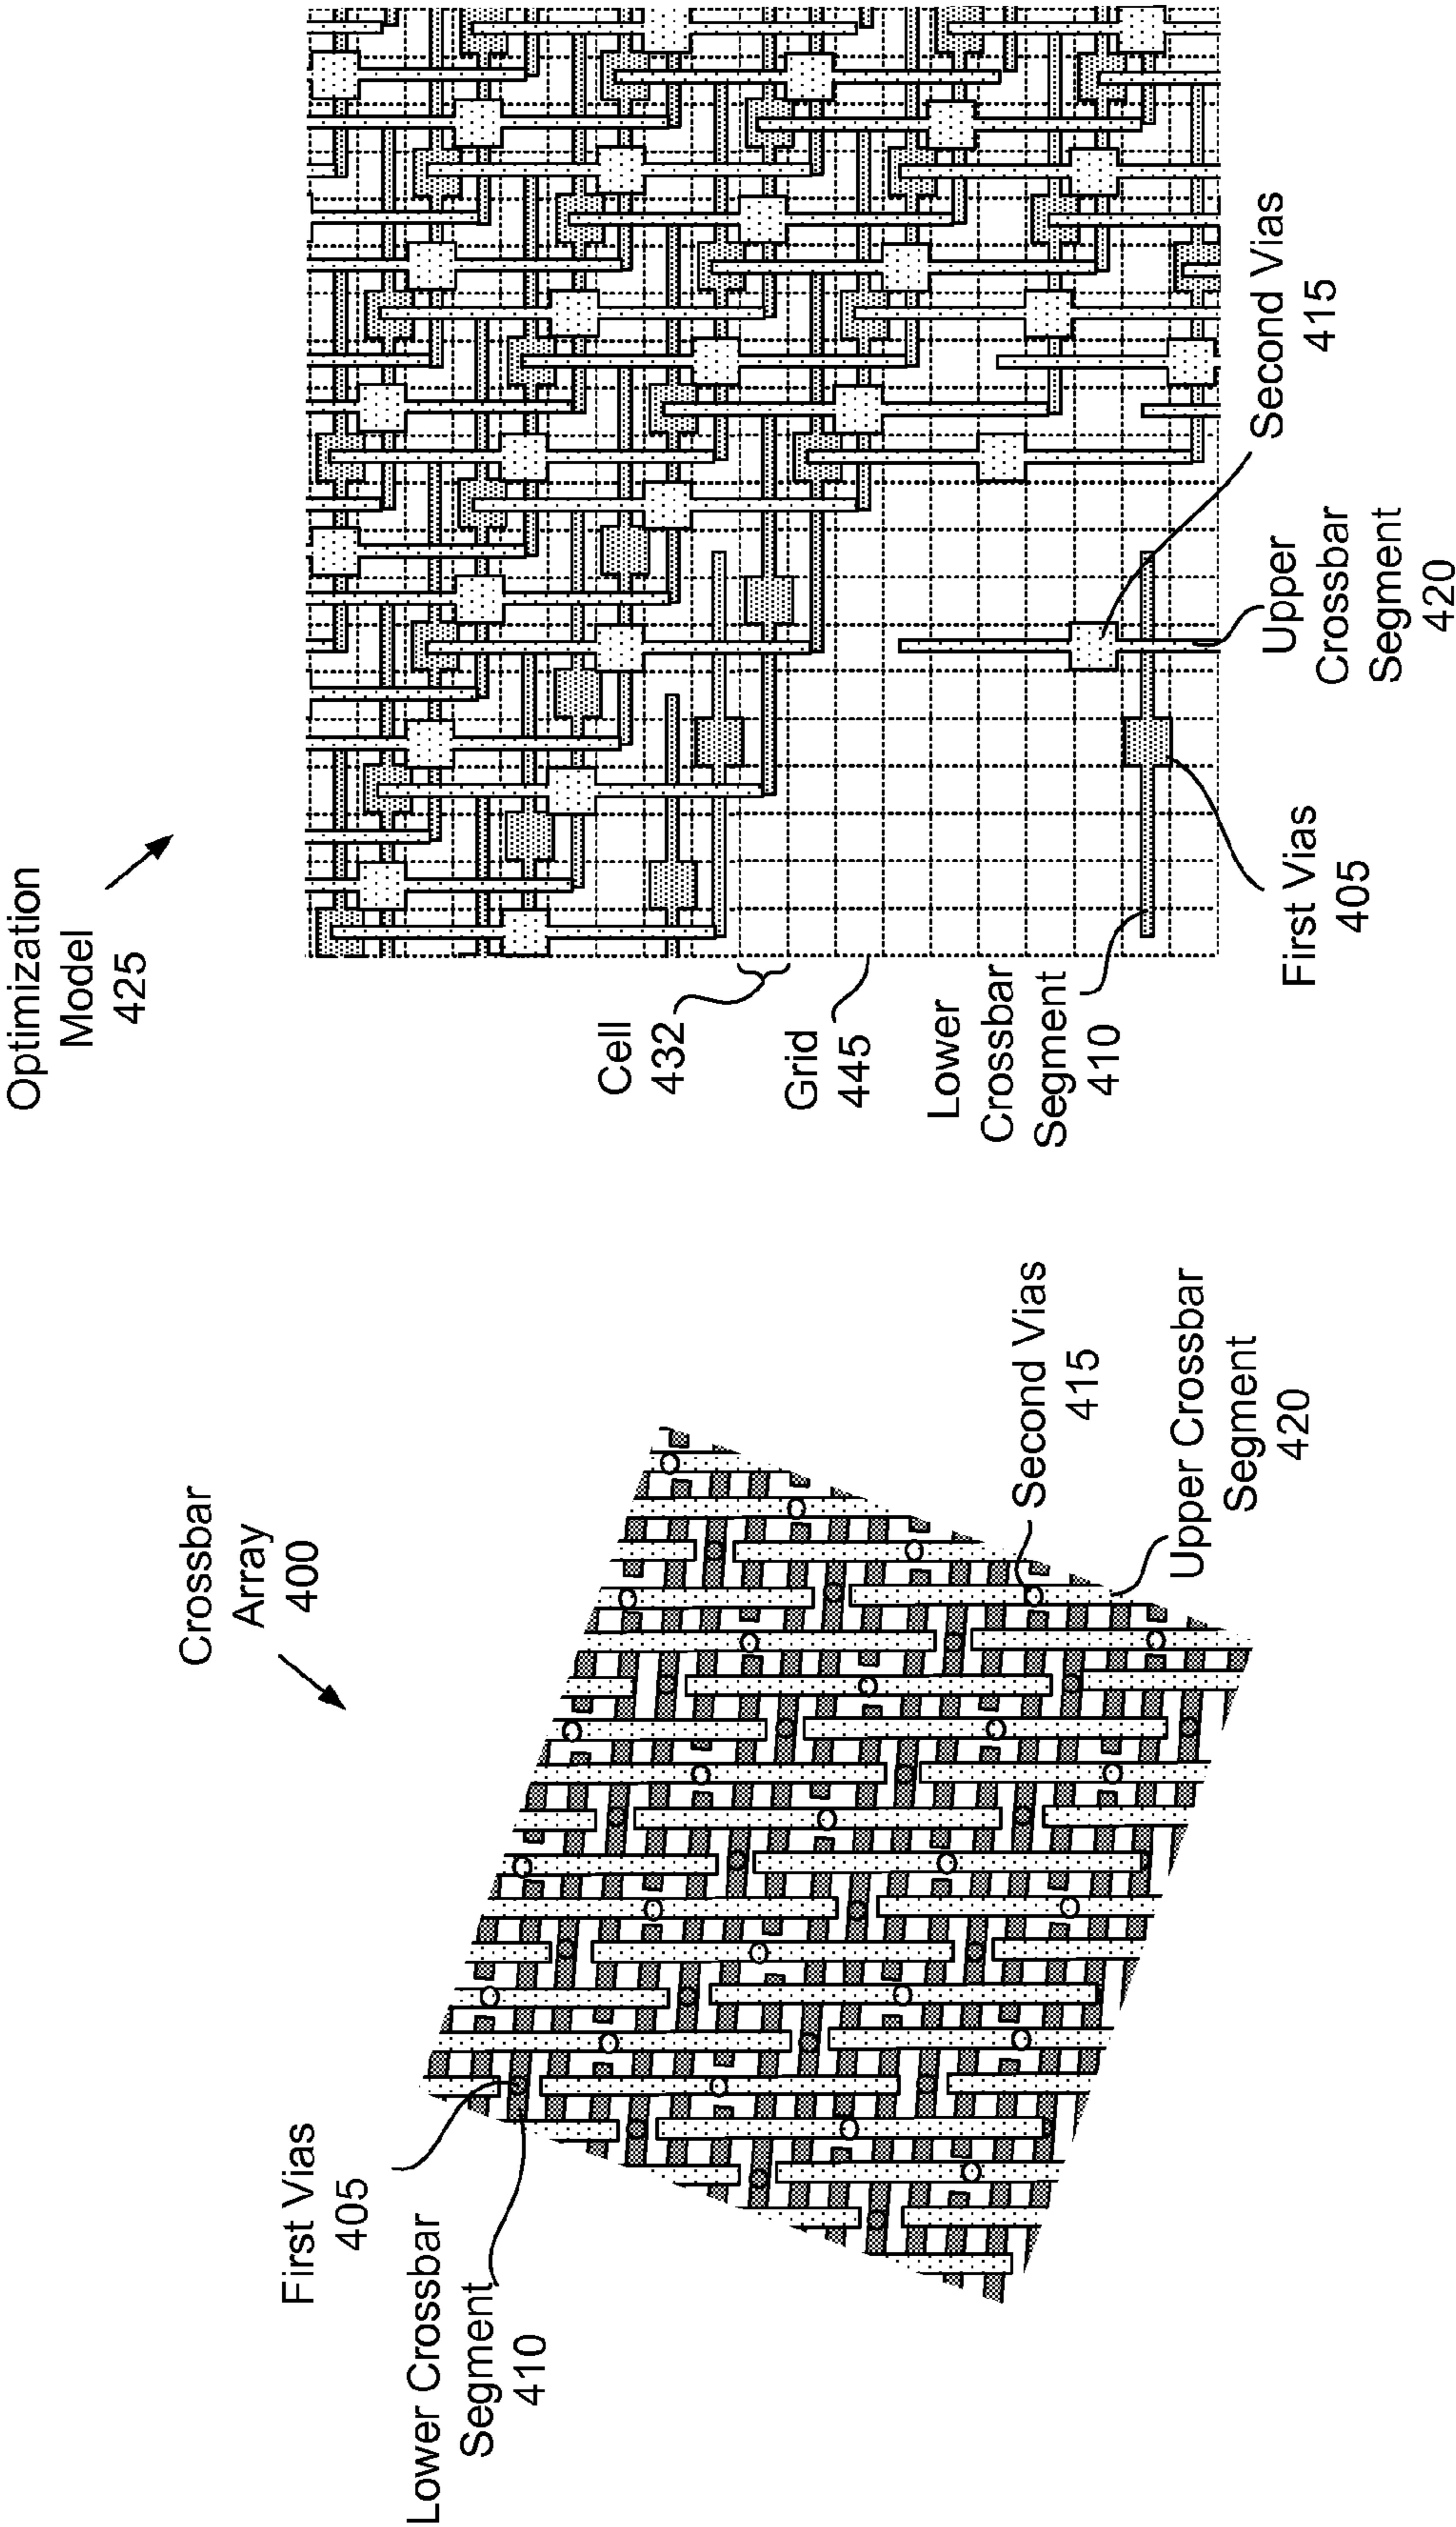 Crossbar
Array
400
First Vias
405
Lower Crossbar
Segment
410
Second Vias
415
Upper Crossbar
Segment
420
Optimization
Model
425
Cell
432
Grid
445
Lower
Crossbar
Segment
410
First Vias
405
Upper
Crossbar
Segment
420
Second Vias
415